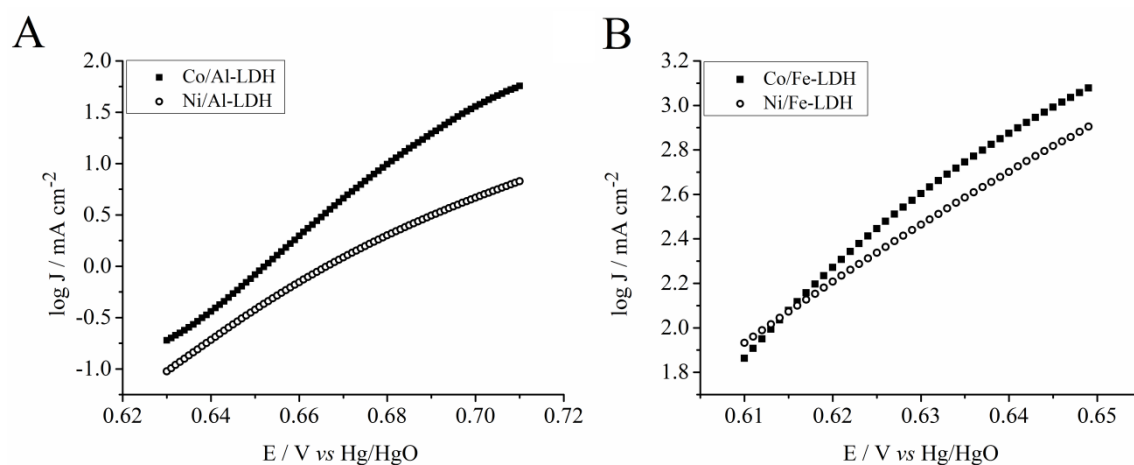 A
Co/Al-LDH
Ni/Al-LDH
log J / mA cm⁻²
2.0
1.5
1.0
0.5
0.0
-0.5
-1.0
0.62 0.64 0.66 0.68 0.70 0.72
E / V vs Hg/HgO
B
Co/Fe-LDH
Ni/Fe-LDH
log J / mA cm⁻²
3.2
3.0
2.8
2.6
2.4
2.2
2.0
1.8
0.61 0.62 0.63 0.64 0.65
E / V vs Hg/HgO